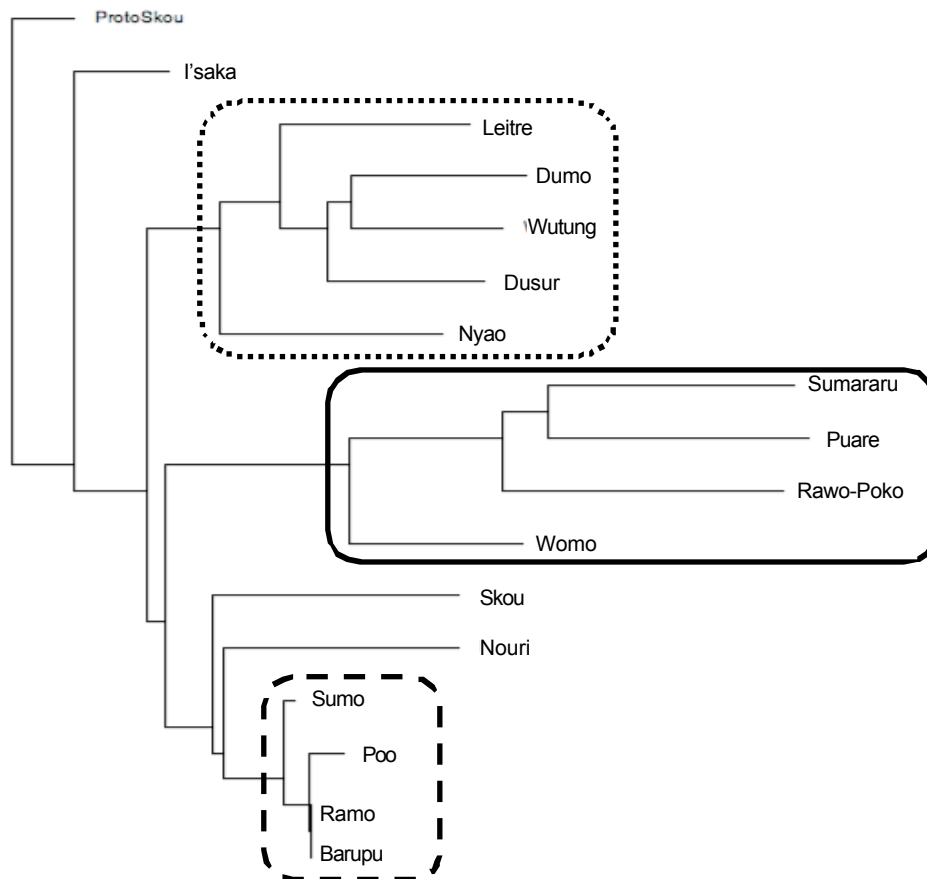 ProtoSkou
I'saka
Leitre
Dumo
Wutung
Dusur
Nyao
Sumararu
Puare
Rawo-Poko
Womo
Skou
Nouri
Sumo
Poo
Ramo
Barupu